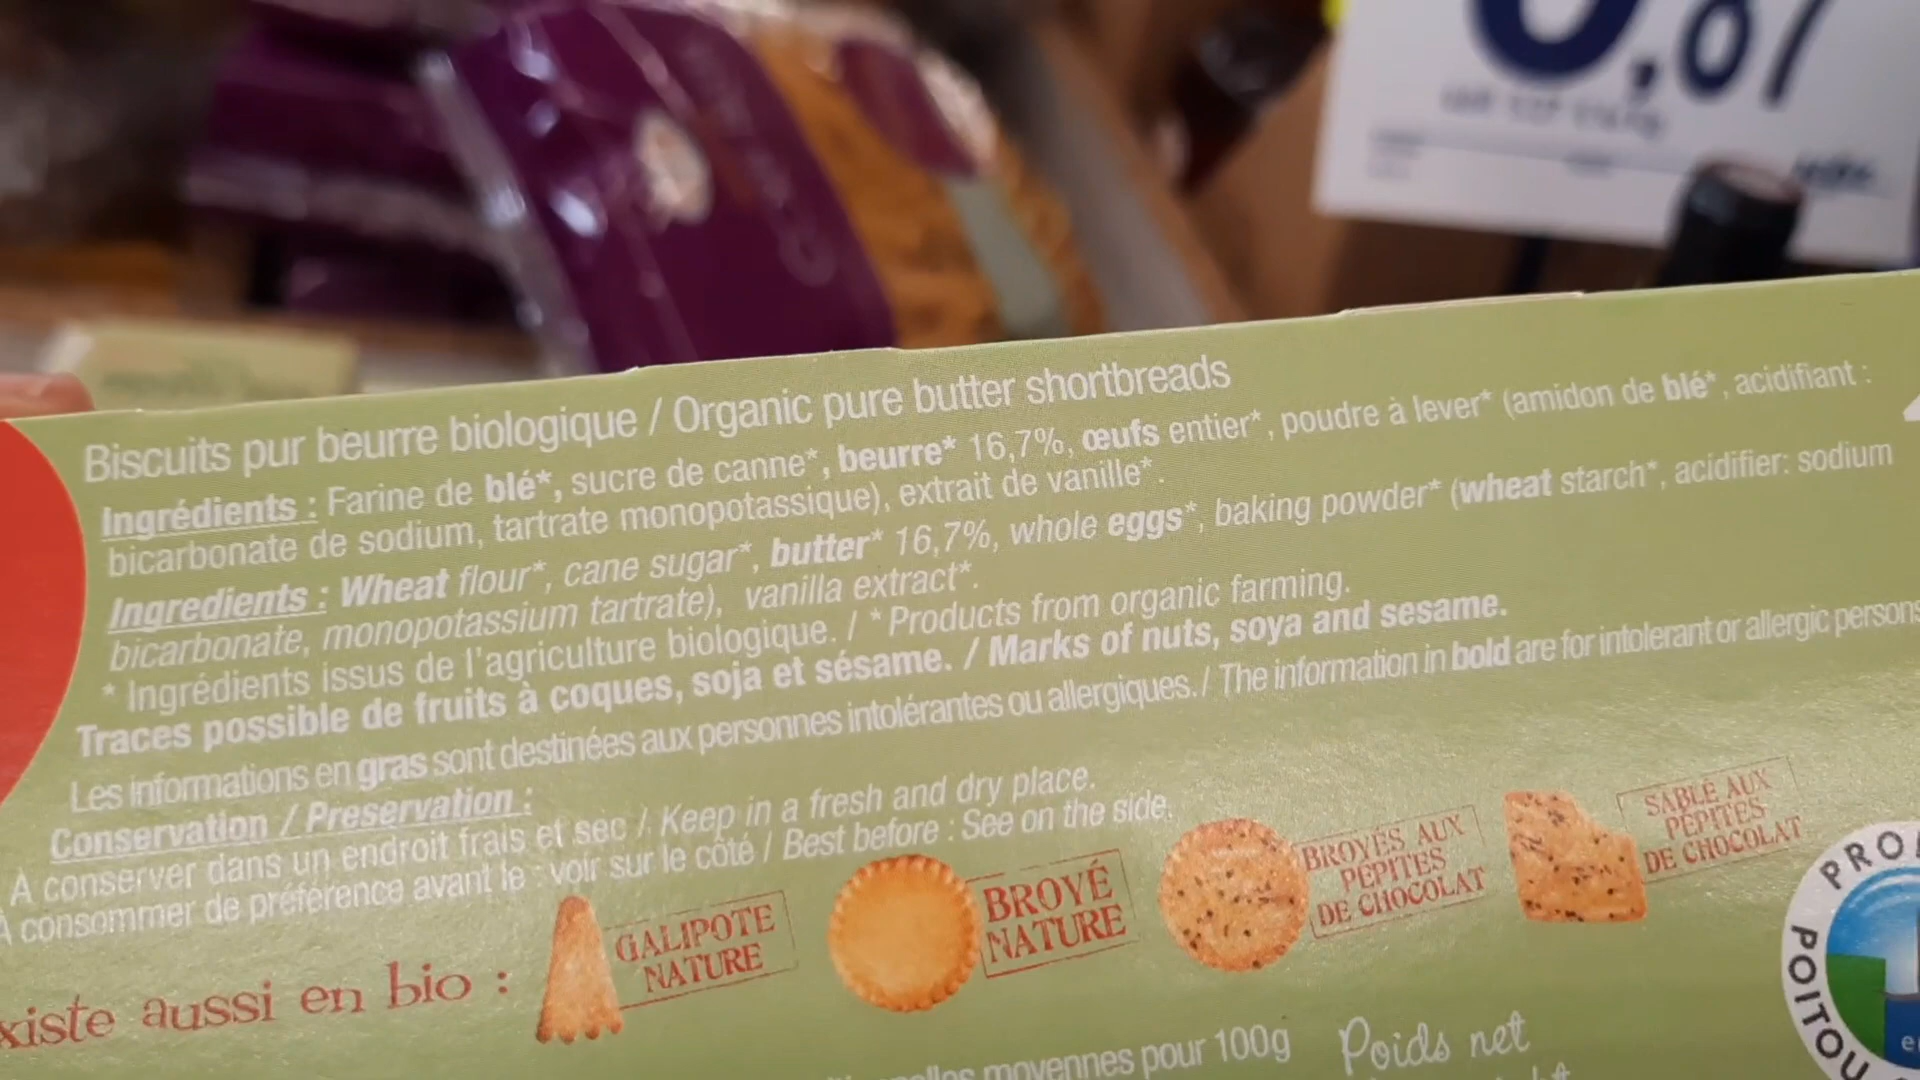 ,87
Biscuits pur beurre biologique / Organic pure butter shortbreads
Ingrédients : Farine de blé*, sucre de canne*, beurre* 16,7%, œufs entier*, poudre à lever* (amidon de blé*, acidifiant :
bicarbonate de sodium, tartrate monopotassique), extrait de vanille*.
Ingredients : Wheat flour*, cane sugar*, butter* 16,7%, whole eggs*, baking powder* (wheat starch*, acidifier: sodium
bicarbonate, monopotassium tartrate), vanilla extract*.
* Ingrédients issus de l'agriculture biologique. / * Products from organic farming.
Traces possible de fruits à coques, soja et sésame. / Marks of nuts, soya and sesame.
Les informations en gras sont destinées aux personnes intolérantes ou allergiques. / The information in bold are for intolerant or allergic persons
Conservation / Preservation :
A conserver dans un endroit frais et sec / Keep in a fresh and dry place.
A consommer de préférence avant le : voir sur le côté / Best before : See on the side.
xiste aussi en bio :
GALIPOTE
NATURE
BROYÉ
NATURE
BROYÉS AUX
PÉPITES
DE CHOCOLAT
SABLÉ AUX
PÉPITES
DE CHOCOLAT
POITOU
moyennes pour 100g
Poids net